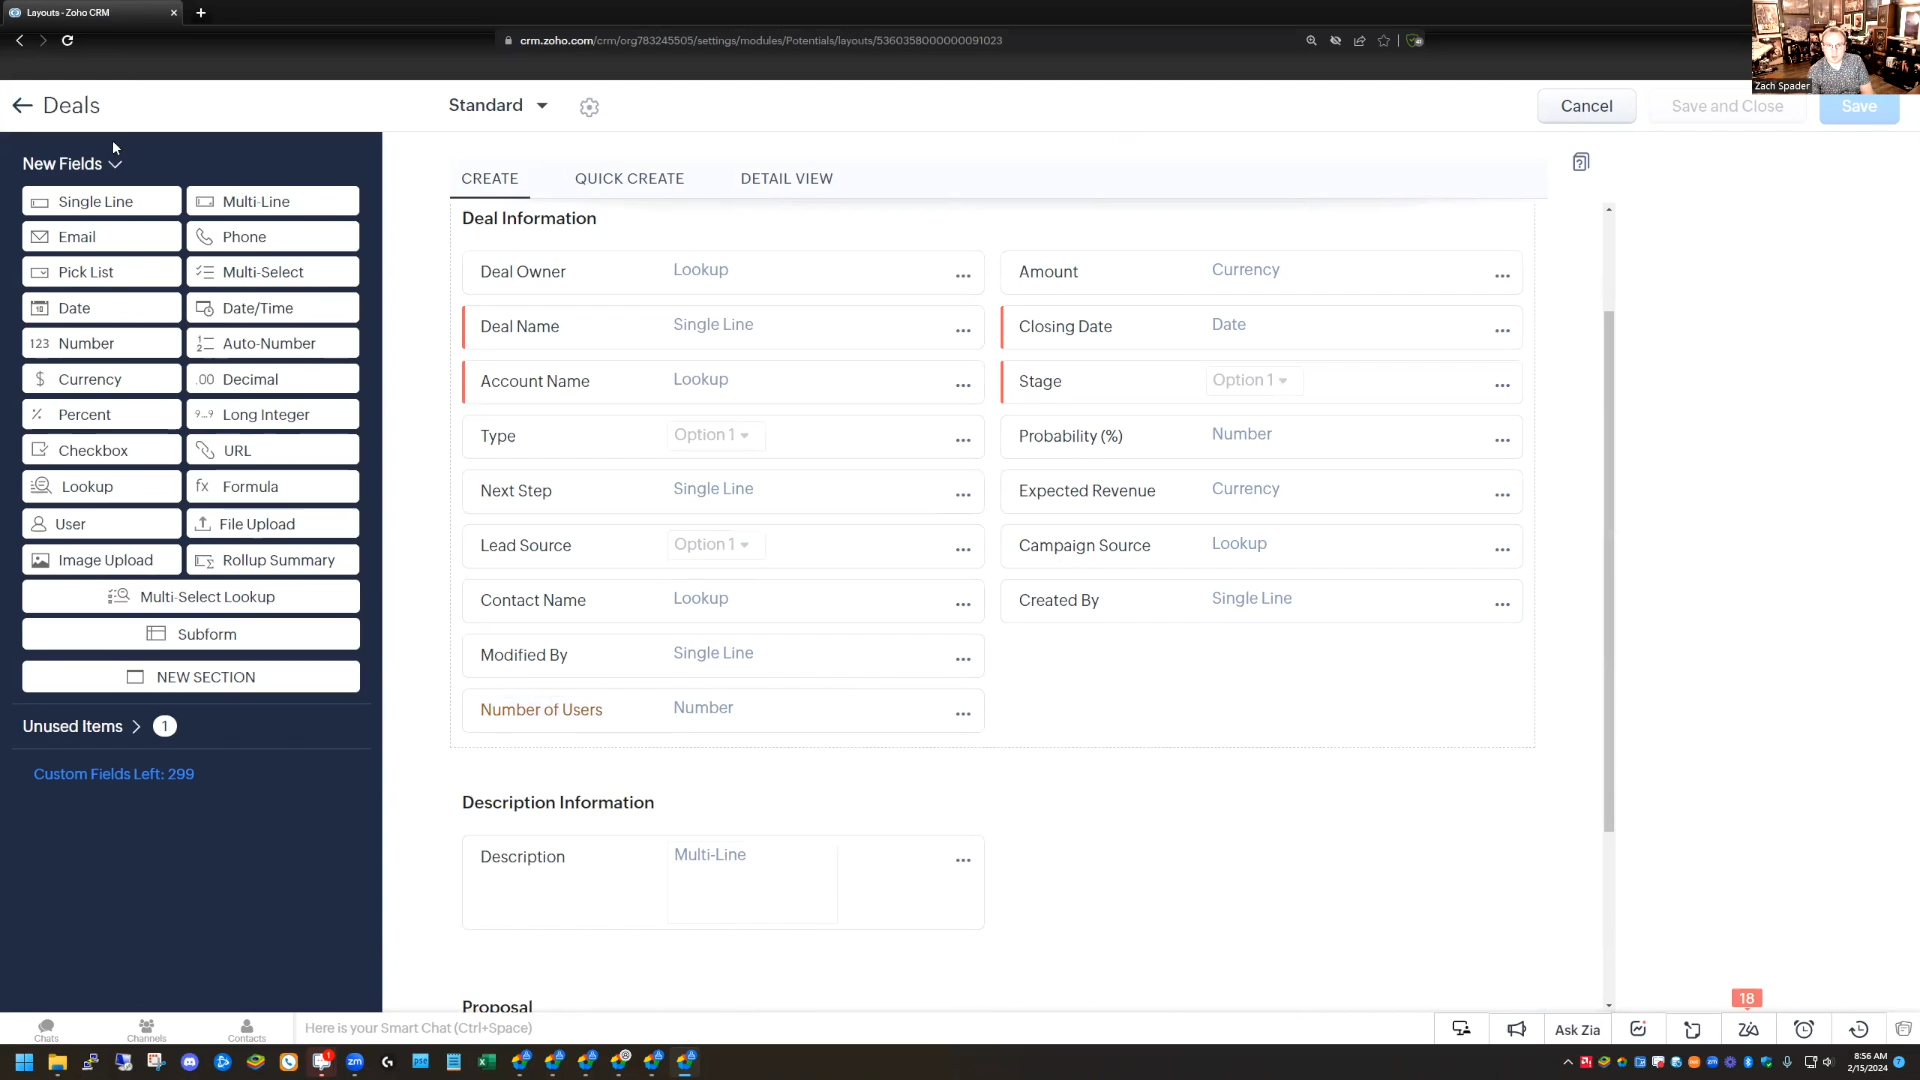 Layouts - Zoho CRM
crm.zoho.com/crm/org783245505/settings/modules/Potentials/layouts/5360358000000091023
Zach Spader
Deals
Standard
Cancel
Save and Close
Save
New Fields
Single Line
Multi-Line
Email
Phone
Pick List
Multi-Select
Date
Date/Time
123 Number
Auto-Number
$ Currency
.00 Decimal
% Percent
9...9 Long Integer
Checkbox
URL
Lookup
fx Formula
User
File Upload
Image Upload
Rollup Summary
Multi-Select Lookup
Subform
NEW SECTION
Unused Items 1
Custom Fields Left: 299
CREATE
QUICK CREATE
DETAIL VIEW
Deal Information
Deal Owner Lookup ...
Amount Currency ...
Deal Name Single Line ...
Closing Date Date ...
Account Name Lookup ...
Stage Option 1 ...
Type Option 1 ...
Probability (%) Number ...
Next Step Single Line ...
Expected Revenue Currency ...
Lead Source Option 1 ...
Campaign Source Lookup ...
Contact Name Lookup ...
Created By Single Line ...
Modified By Single Line ...
Number of Users Number ...
Description Information
Description Multi-Line ...
Proposal
18
Chats
Channels
Contacts
Here is your Smart Chat (Ctrl+Space)
Ask Zia
8:56 AM
2/15/2024